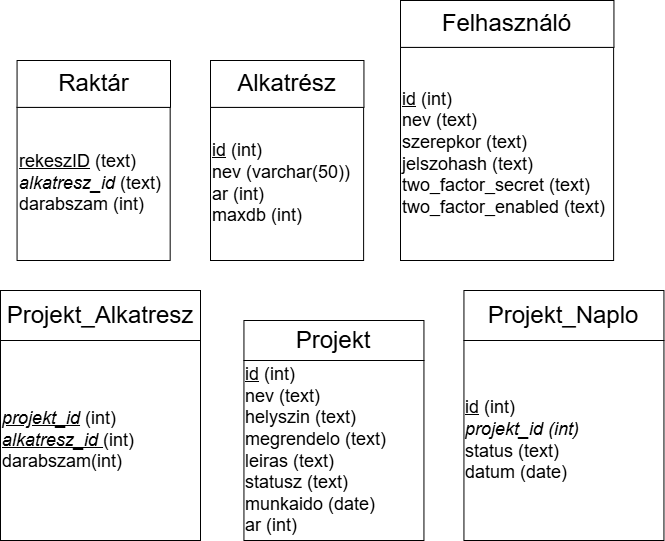 Raktár
rekeszID (text)
alkatresz_id (text)
darabszam (int)
Alkatrész
id (int)
nev (varchar(50))
ar (int)
maxdb (int)
Felhasználó
id (int)
nev (text)
szerepkor (text)
jelszohash (text)
two_factor_secret (text)
two_factor_enabled (text)
Projekt_Alkatresz
projekt_id (int)
alkatresz_id (int)
darabszam(int)
Projekt
id (int)
nev (text)
helyszin (text)
megrendelo (text)
leiras (text)
statusz (text)
munkaido (date)
ar (int)
Projekt_Naplo
id (int)
projekt_id (int)
status (text)
datum (date)